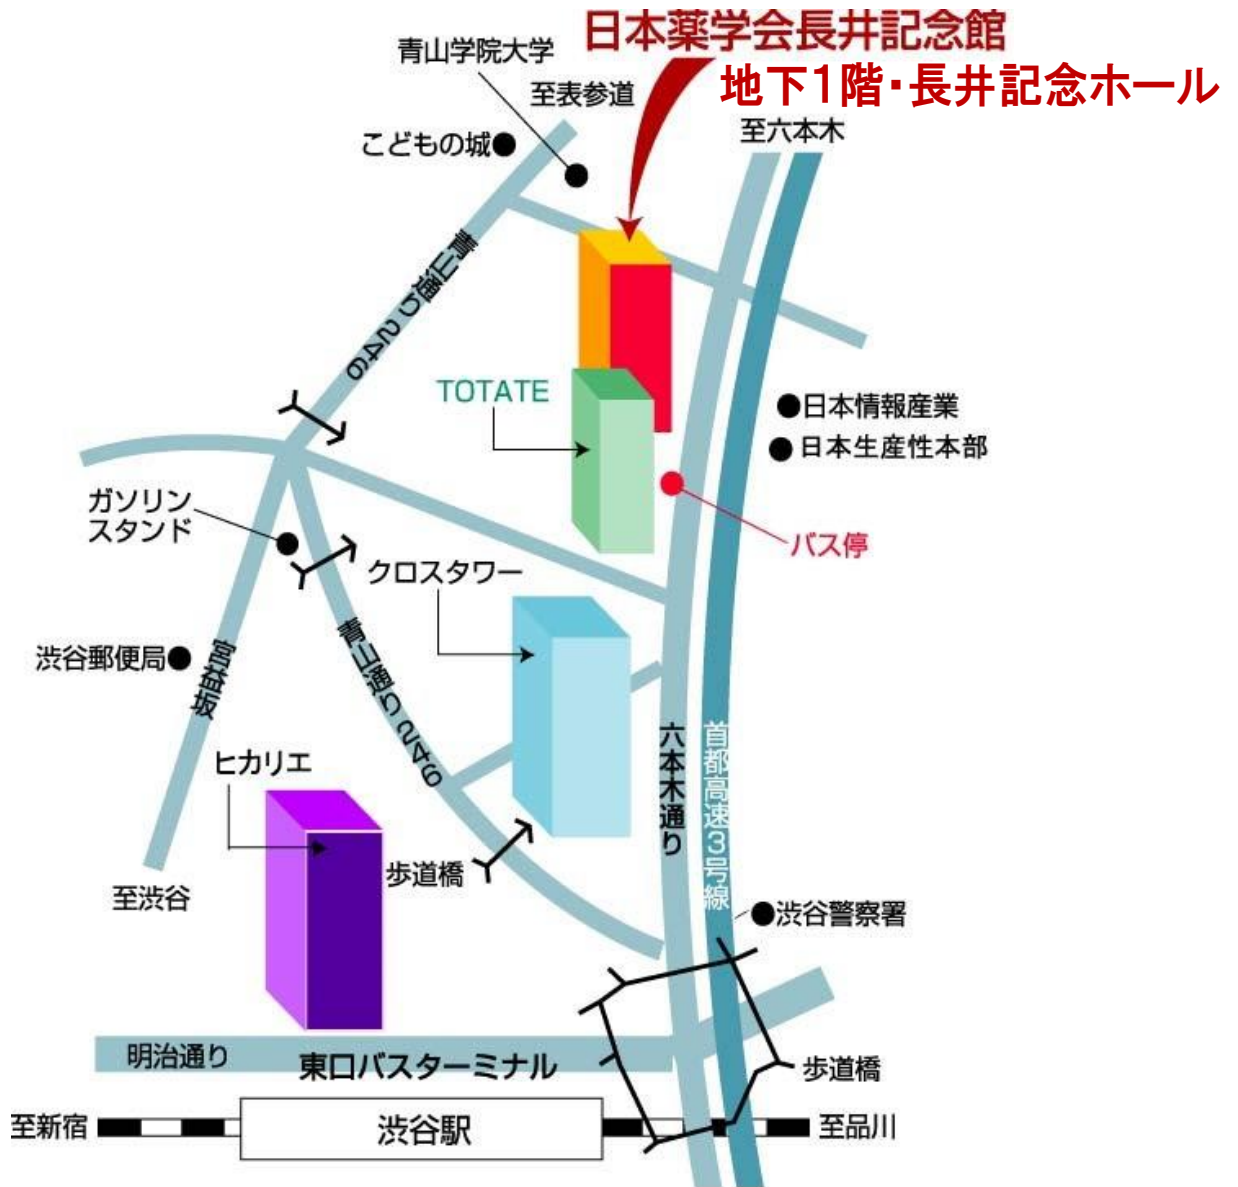 日本薬学会長井記念館
地下1階・長井記念ホール
青山学院大学
至表参道
至六本木
こどもの城
青山通り246
TOTATE
日本情報産業
日本生産性本部
ガソリン
スタンド
バス停
クロスタワー
渋谷郵便局
宮益坂
青山通り246
六本木通り
首都高速3号線
ヒカリエ
歩道橋
至渋谷
渋谷警察署
明治通り
東口バスターミナル
歩道橋
至新宿
渋谷駅
至品川